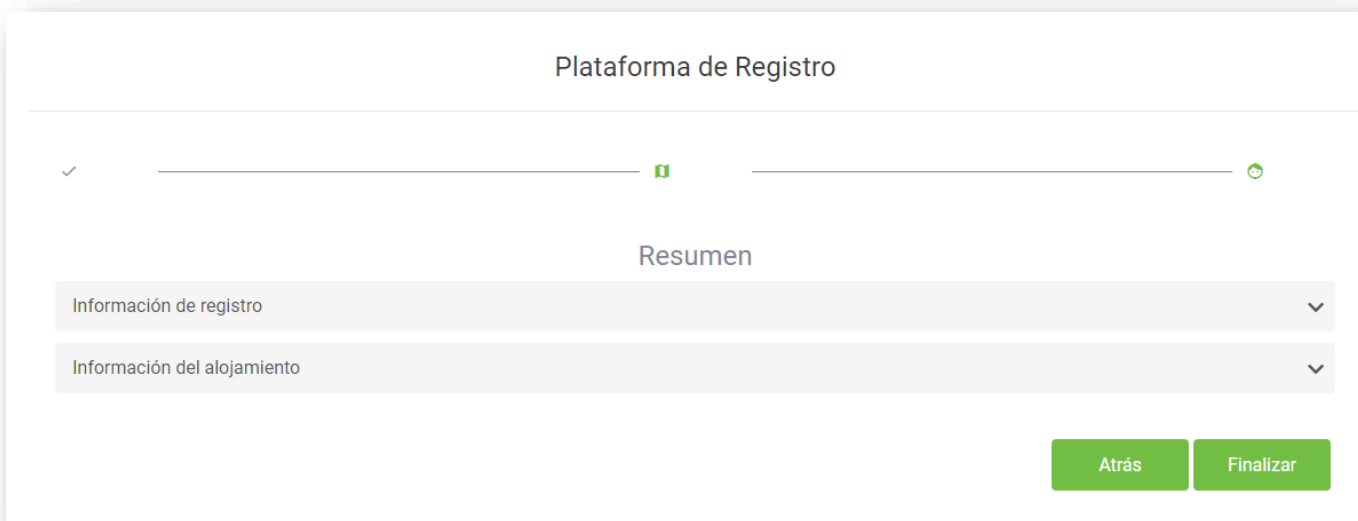 Plataforma de Registro
Resumen
Información de registro
Información del alojamiento
Atrás Finalizar